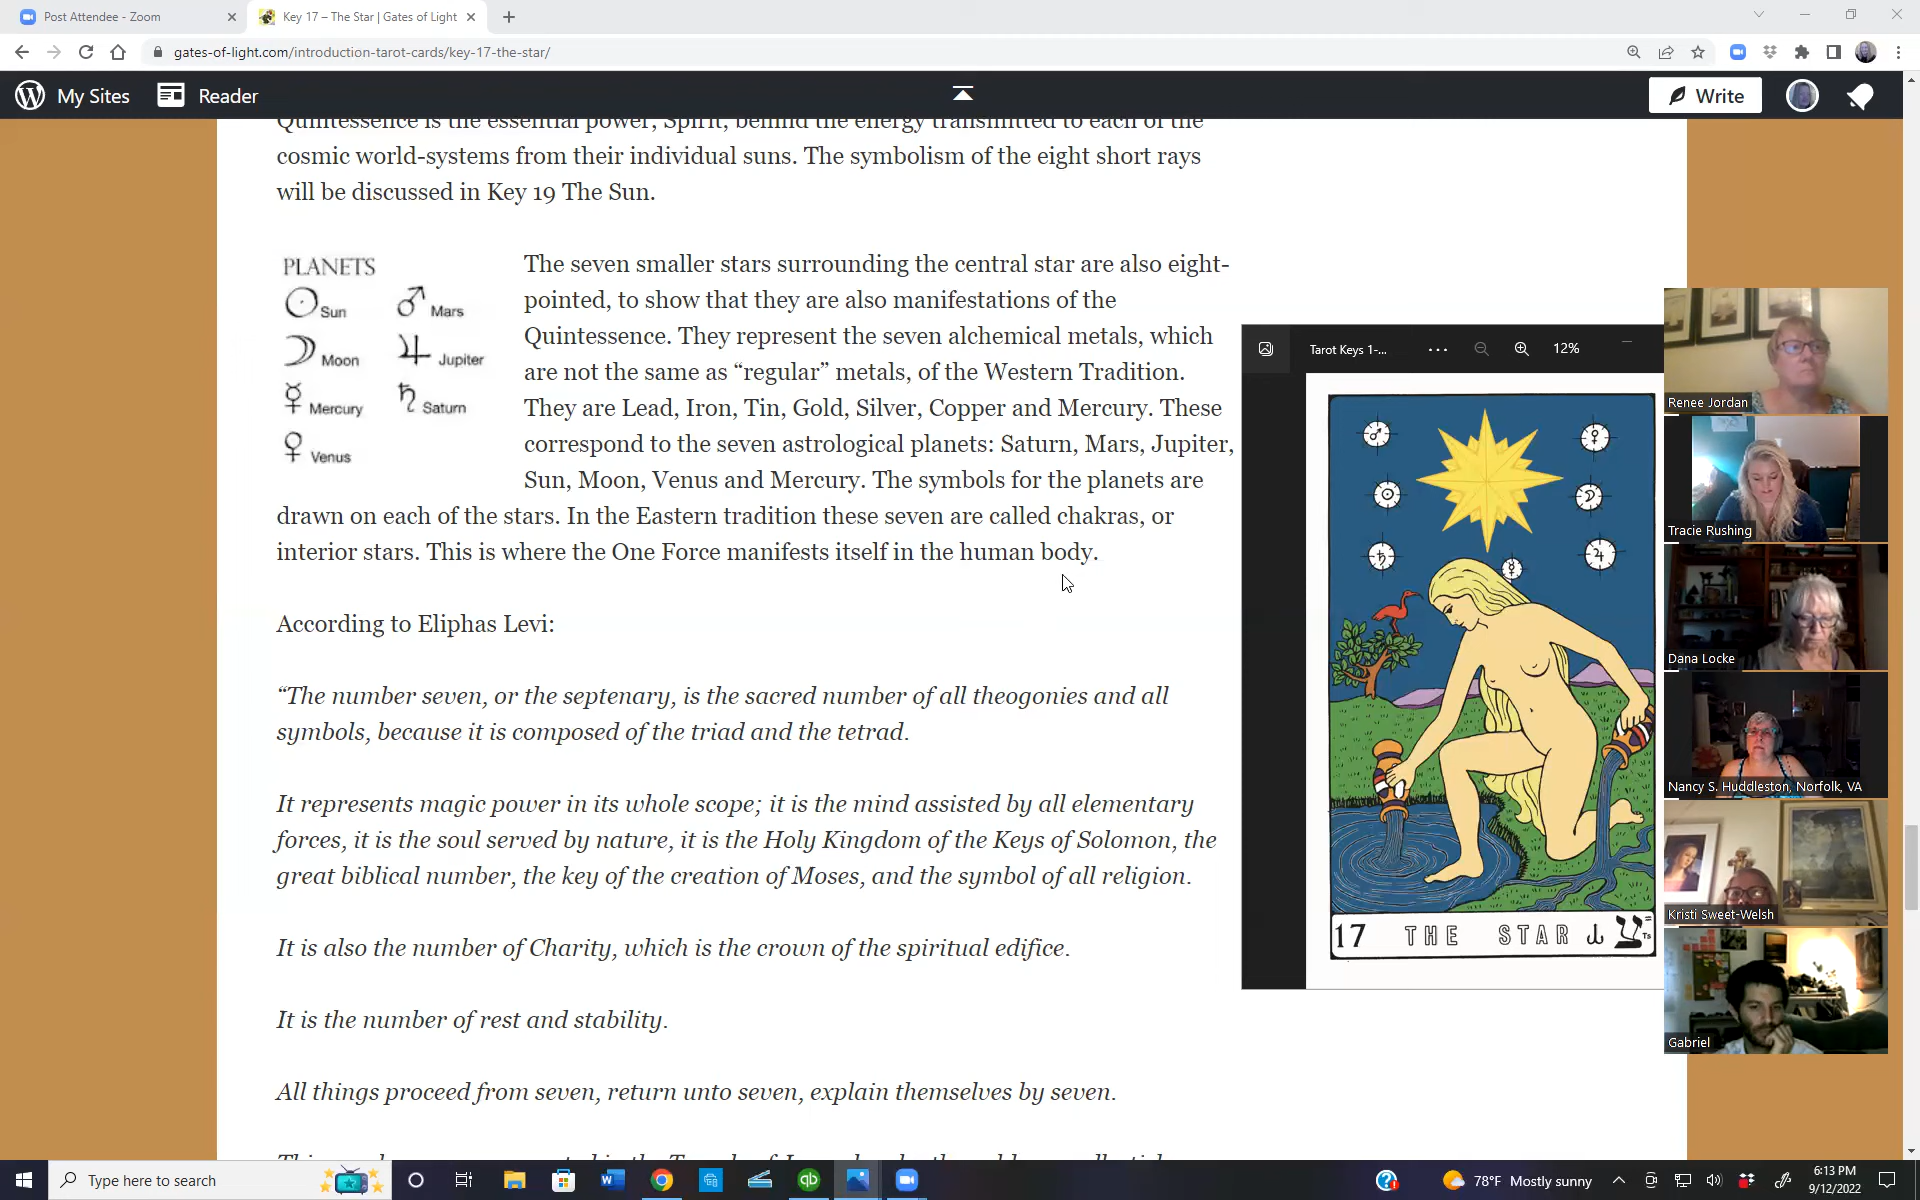 Post Attendee - Zoom
Key 17 – The Star | Gates of Light
gates-of-light.com/introduction-tarot-cards/key-17-the-star/
My Sites
Reader
Write
Quintessence is the essential power, Spirit, behind the energy transmitted to each of the
cosmic world-systems from their individual suns. The symbolism of the eight short rays
will be discussed in Key 19 The Sun.
PLANETS
Sun
Mars
Moon
Jupiter
Mercury
Saturn
Venus
The seven smaller stars surrounding the central star are also eight-
pointed, to show that they are also manifestations of the
Quintessence. They represent the seven alchemical metals, which
are not the same as “regular” metals, of the Western Tradition.
They are Lead, Iron, Tin, Gold, Silver, Copper and Mercury. These
correspond to the seven astrological planets: Saturn, Mars, Jupiter,
Sun, Moon, Venus and Mercury. The symbols for the planets are
drawn on each of the stars. In the Eastern tradition these seven are called chakras, or
interior stars. This is where the One Force manifests itself in the human body.
According to Eliphas Levi:
“The number seven, or the septenary, is the sacred number of all theogonies and all
symbols, because it is composed of the triad and the tetrad.
It represents magic power in its whole scope; it is the mind assisted by all elementary
forces, it is the soul served by nature, it is the Holy Kingdom of the Keys of Solomon, the
great biblical number, the key of the creation of Moses, and the symbol of all religion.
It is also the number of Charity, which is the crown of the spiritual edifice.
It is the number of rest and stability.
All things proceed from seven, return unto seven, explain themselves by seven.
Tarot Keys 1-...
12%
17 THE STAR צ Ts
Renee Jordan
Tracie Rushing
Dana Locke
Nancy S. Huddleston, Norfolk, VA
Kristi Sweet-Welsh
Gabriel
Type here to search
78°F Mostly sunny
6:13 PM
9/12/2022